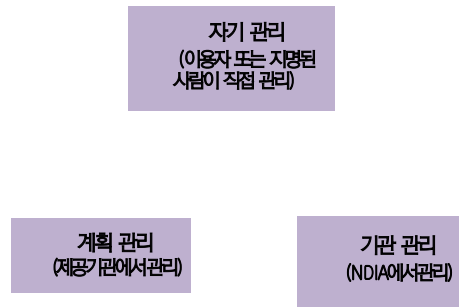 자기 관리
(이용자 또는 지명된
사람이 직접 관리)
계획 관리
(제공기관에서관리)
기관 관리
(NDIA에서관리)